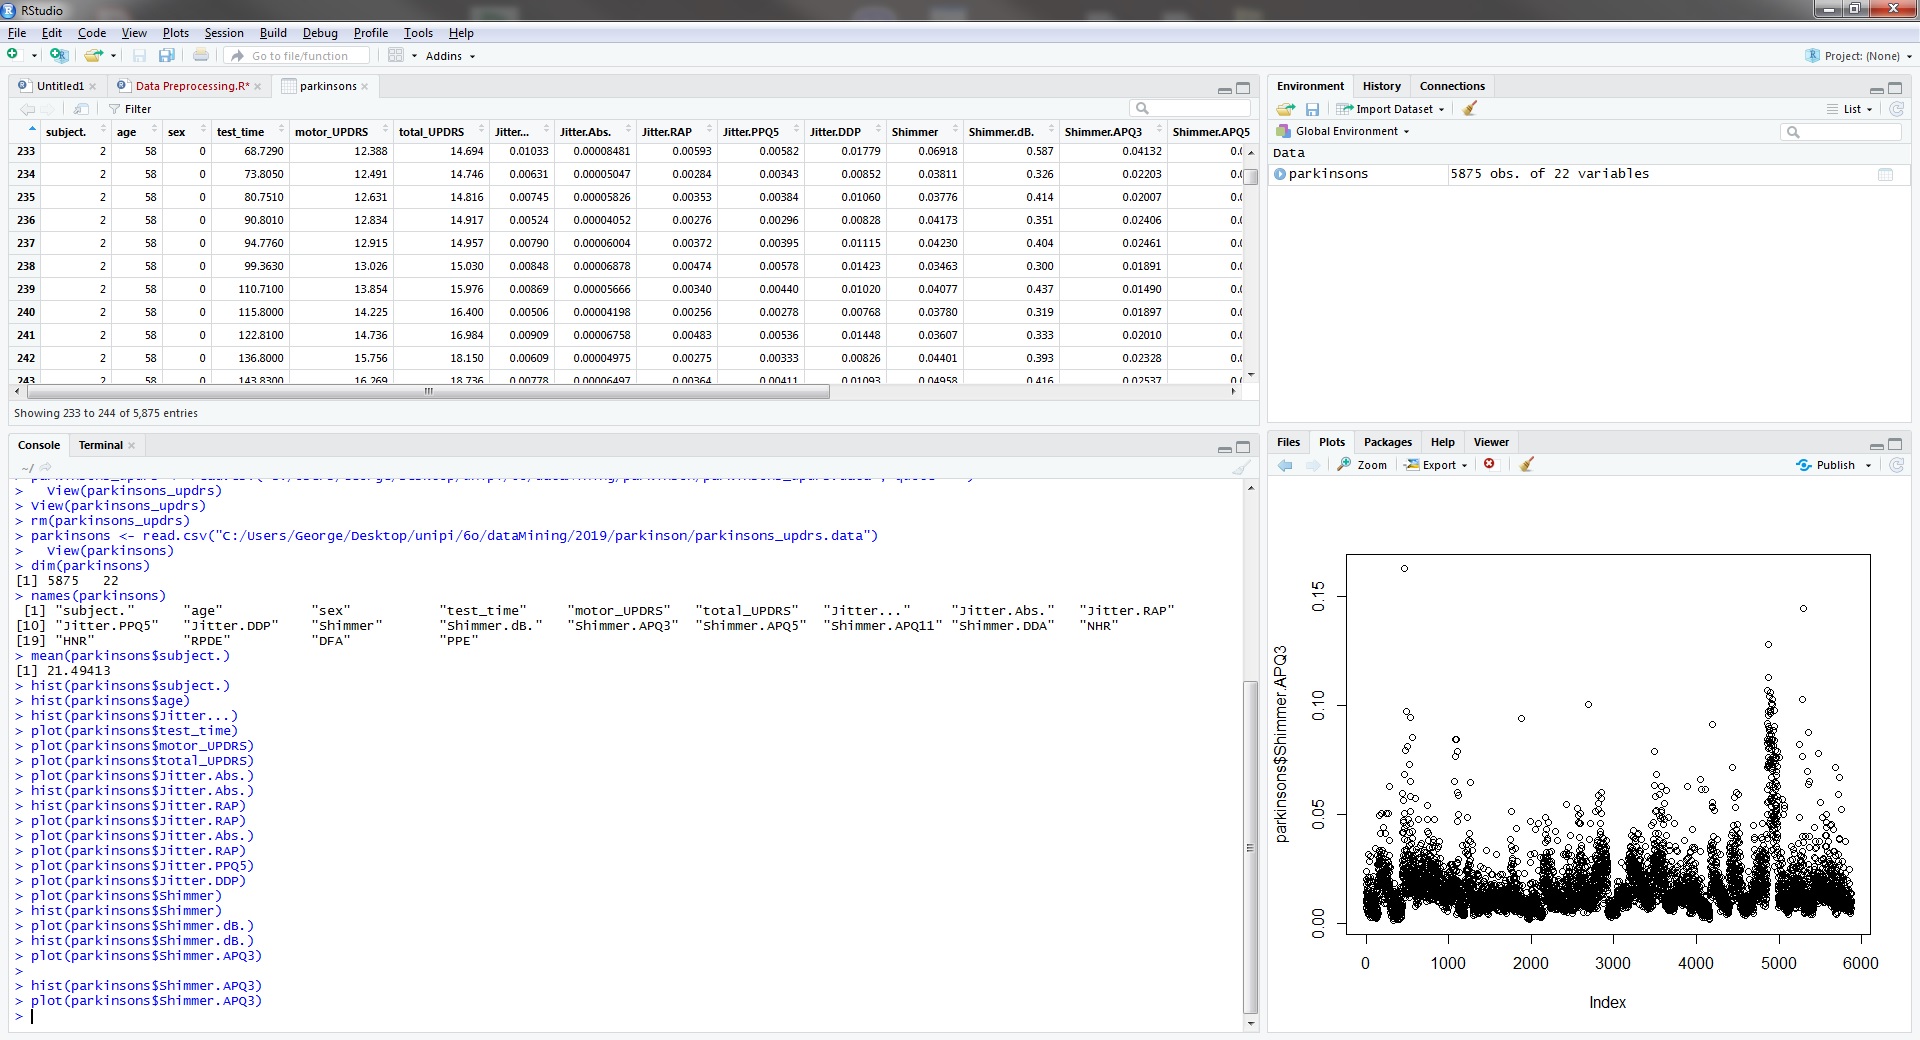 RStudio
File Edit Code View Plots Session Build Debug Profile Tools Help
Go to file/function Addins Project: (None)
Untitled1 Data Preprocessing.R* parkinsons
Filter
subject. age sex test_time motor_UPDRS total_UPDRS Jitter... Jitter.Abs. Jitter.RAP Jitter.PPQ5 Jitter.DDP Shimmer Shimmer.dB. Shimmer.APQ3 Shimmer.APQ5
233 2 58 0 68.7290 12.388 14.694 0.01033 0.00008481 0.00593 0.00582 0.01779 0.06918 0.587 0.04132 0.0
234 2 58 0 73.8050 12.491 14.746 0.00631 0.00005047 0.00284 0.00343 0.00852 0.03811 0.326 0.02203 0.0
235 2 58 0 80.7510 12.631 14.816 0.00745 0.00005826 0.00353 0.00384 0.01060 0.03776 0.414 0.02007 0.0
236 2 58 0 90.8010 12.834 14.917 0.00524 0.00004052 0.00276 0.00296 0.00828 0.04173 0.351 0.02406 0.0
237 2 58 0 94.7760 12.915 14.957 0.00790 0.00006004 0.00372 0.00395 0.01115 0.04230 0.404 0.02461 0.0
238 2 58 0 99.3630 13.026 15.030 0.00848 0.00006878 0.00474 0.00578 0.01423 0.03463 0.300 0.01891 0.0
239 2 58 0 110.7100 13.854 15.976 0.00869 0.00005666 0.00340 0.00440 0.01020 0.04077 0.437 0.01490 0.0
240 2 58 0 115.8000 14.225 16.400 0.00506 0.00004198 0.00256 0.00278 0.00768 0.03780 0.319 0.01897 0.0
241 2 58 0 122.8100 14.736 16.984 0.00909 0.00006758 0.00483 0.00536 0.01448 0.03607 0.333 0.02010 0.0
242 2 58 0 136.8000 15.756 18.150 0.00609 0.00004975 0.00275 0.00333 0.00826 0.04401 0.393 0.02328 0.0
243 2 58 0 143.8300 16.269 18.736 0.00778 0.00006497 0.00364 0.00411 0.01093 0.04958 0.416 0.02537 0.0
Showing 233 to 244 of 5,875 entries
Console Terminal
~/
> View(parkinsons_updrs)
> View(parkinsons_updrs)
> rm(parkinsons_updrs)
> parkinsons <- read.csv("C:/Users/George/Desktop/unipi/6o/dataMining/2019/parkinson/parkinsons_updrs.data")
> View(parkinsons)
> dim(parkinsons)
[1] 5875 22
> names(parkinsons)
[1] "subject." "age" "sex" "test_time" "motor_UPDRS" "total_UPDRS" "Jitter..." "Jitter.Abs." "Jitter.RAP"
[10] "Jitter.PPQ5" "Jitter.DDP" "Shimmer" "Shimmer.dB." "Shimmer.APQ3" "Shimmer.APQ5" "Shimmer.APQ11" "Shimmer.DDA" "NHR"
[19] "HNR" "RPDE" "DFA" "PPE"
> mean(parkinsons$subject.)
[1] 21.49413
> hist(parkinsons$subject.)
> hist(parkinsons$age)
> hist(parkinsons$Jitter...)
> plot(parkinsons$test_time)
> plot(parkinsons$motor_UPDRS)
> plot(parkinsons$total_UPDRS)
> plot(parkinsons$Jitter.Abs.)
> hist(parkinsons$Jitter.Abs.)
> hist(parkinsons$Jitter.RAP)
> plot(parkinsons$Jitter.RAP)
> plot(parkinsons$Jitter.Abs.)
> plot(parkinsons$Jitter.RAP)
> plot(parkinsons$Jitter.PPQ5)
> plot(parkinsons$Jitter.DDP)
> plot(parkinsons$Shimmer)
> hist(parkinsons$Shimmer)
> plot(parkinsons$Shimmer.dB.)
> hist(parkinsons$Shimmer.dB.)
> plot(parkinsons$Shimmer.APQ3)
>
> hist(parkinsons$Shimmer.APQ3)
> plot(parkinsons$Shimmer.APQ3)
>
Environment History Connections
Import Dataset List
Global Environment
Data
parkinsons 5875 obs. of 22 variables
Files Plots Packages Help Viewer
Zoom Export Publish
parkinsons$Shimmer.APQ3
0.15
0.10
0.05
0.00
0 1000 2000 3000 4000 5000 6000
Index